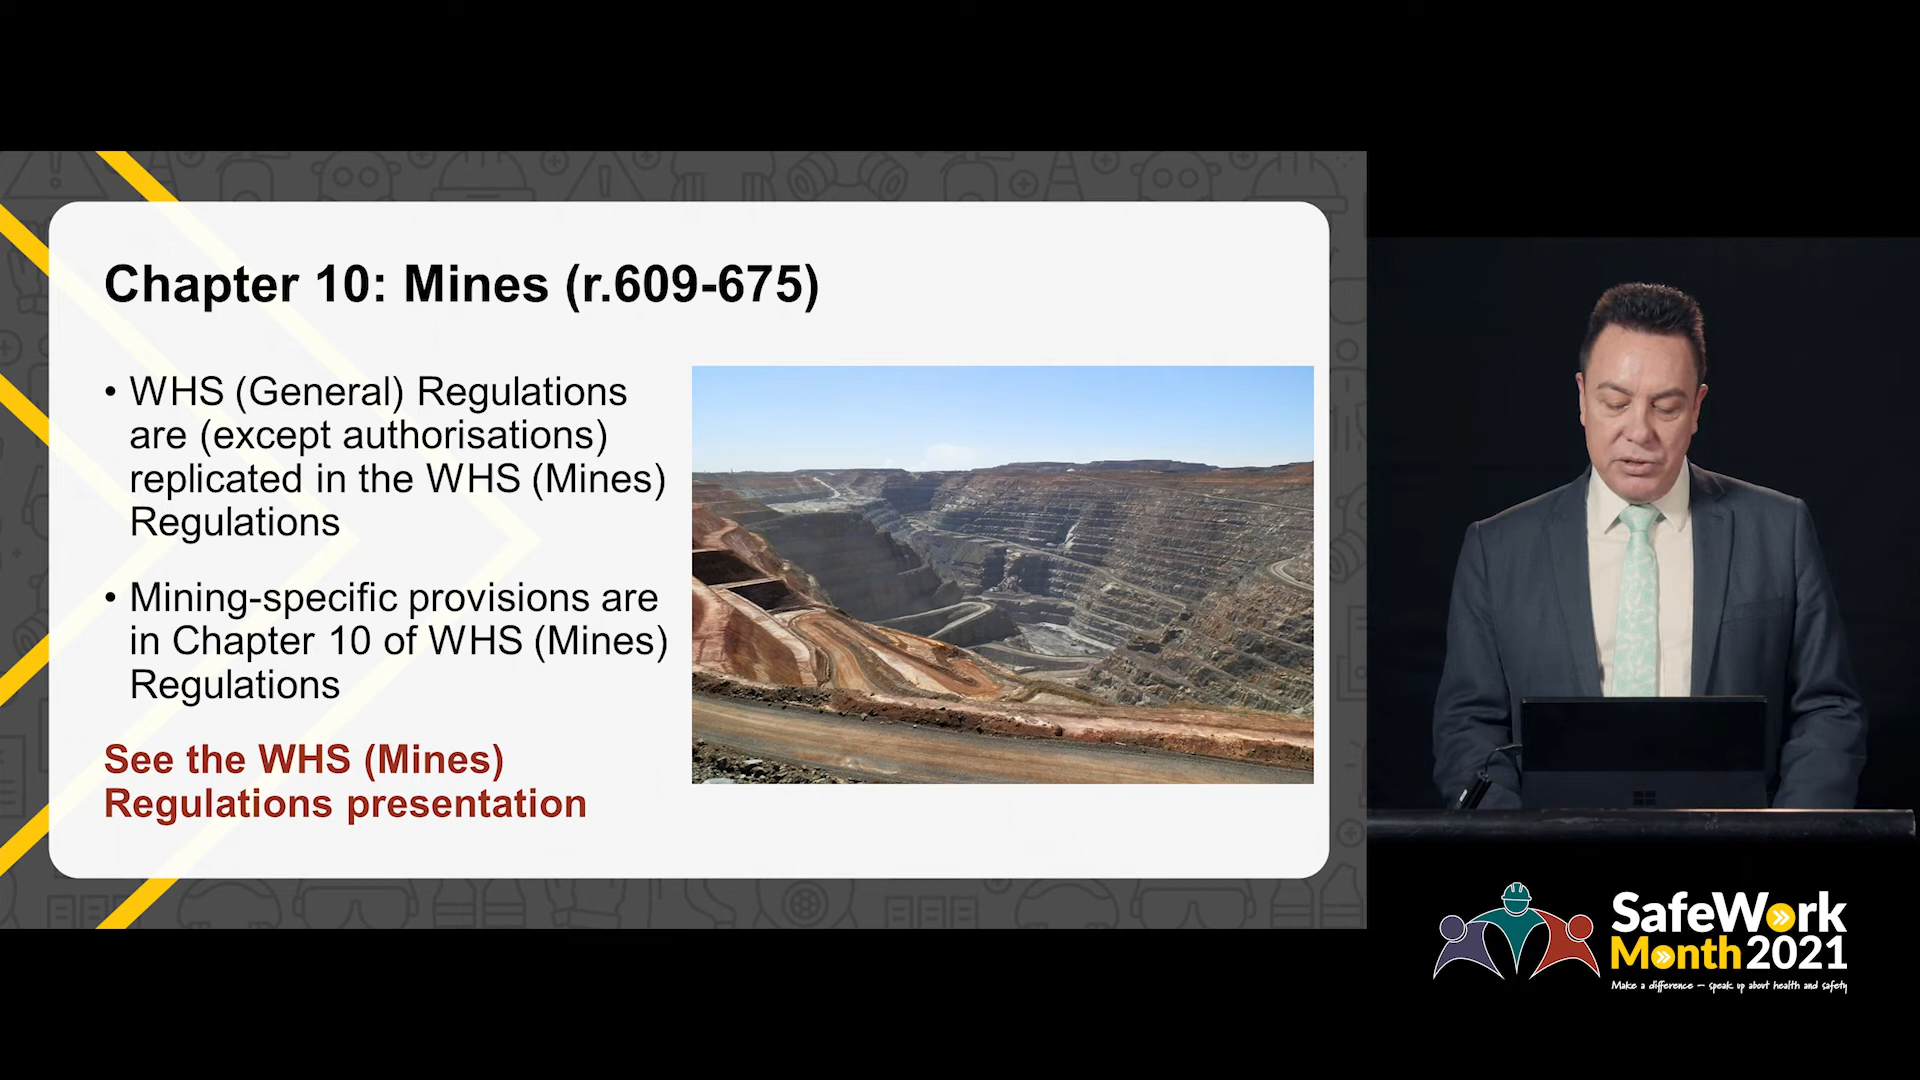 Chapter 10: Mines (r.609-675)
• WHS (General) Regulations
are (except authorisations)
replicated in the WHS (Mines)
Regulations
• Mining-specific provisions are
in Chapter 10 of WHS (Mines)
Regulations
See the WHS (Mines)
Regulations presentation
SafeWork
Month 2021
Make a difference – speak up about health and safety